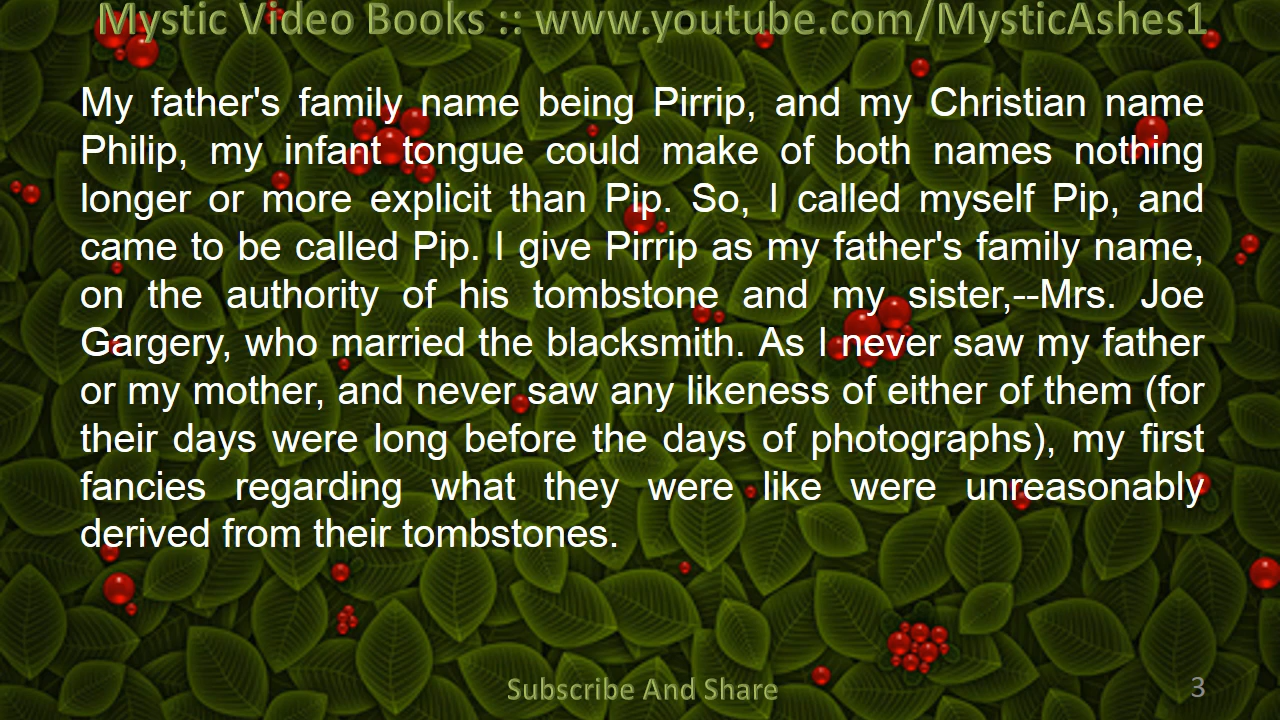 Mystic Video Books :: www.youtube.com/MysticAshes1
My father's family name being Pirrip, and my Christian name
Philip, my infant tongue could make of both names nothing
longer or more explicit than Pip. So, I called myself Pip, and
came to be called Pip. I give Pirrip as my father's family name,
on the authority of his tombstone and my sister,--Mrs. Joe
Gargery, who married the blacksmith. As I never saw my father
or my mother, and never saw any likeness of either of them (for
their days were long before the days of photographs), my first
fancies regarding what they were like were unreasonably
derived from their tombstones.
Subscribe And Share
3